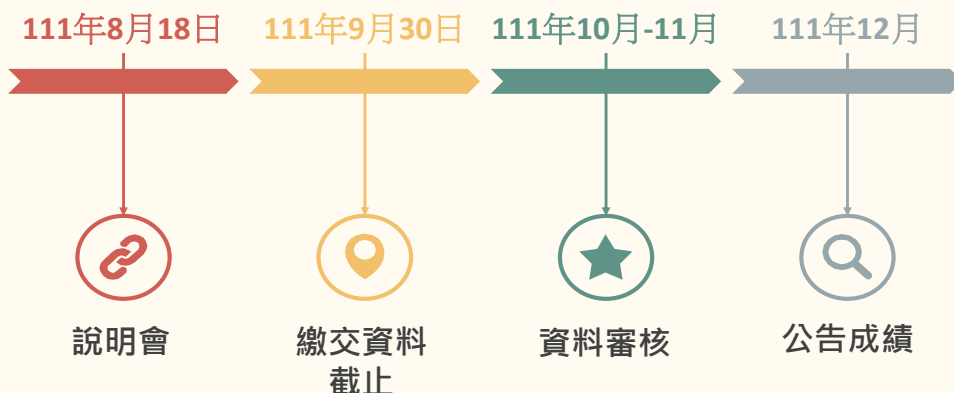 111年8月18日
111年9月30日
111年10月-11月
111年12月
說明會
繳交資料
截止
資料審核
公告成績